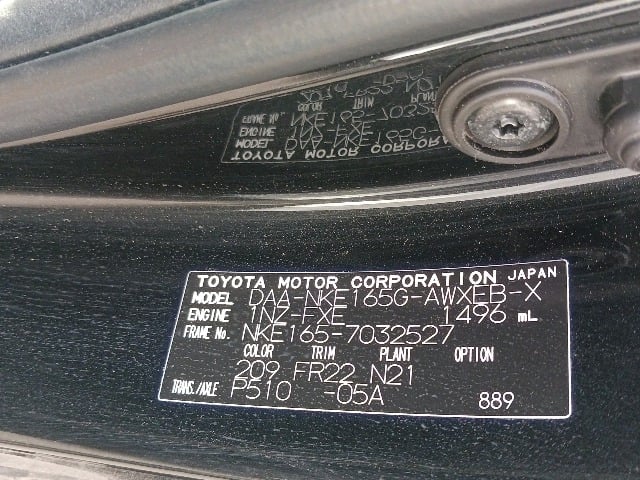 TOYOTA MOTOR CORPORATION JAPAN
MODEL DAA-NKE165G-AWXEB-X
ENGINE 1NZ-FXE 1496 mL
FRAME No. NKE165-7032527
COLOR TRIM PLANT OPTION
209 FR22 N21
TRANS./AXLE P510 -05A 889